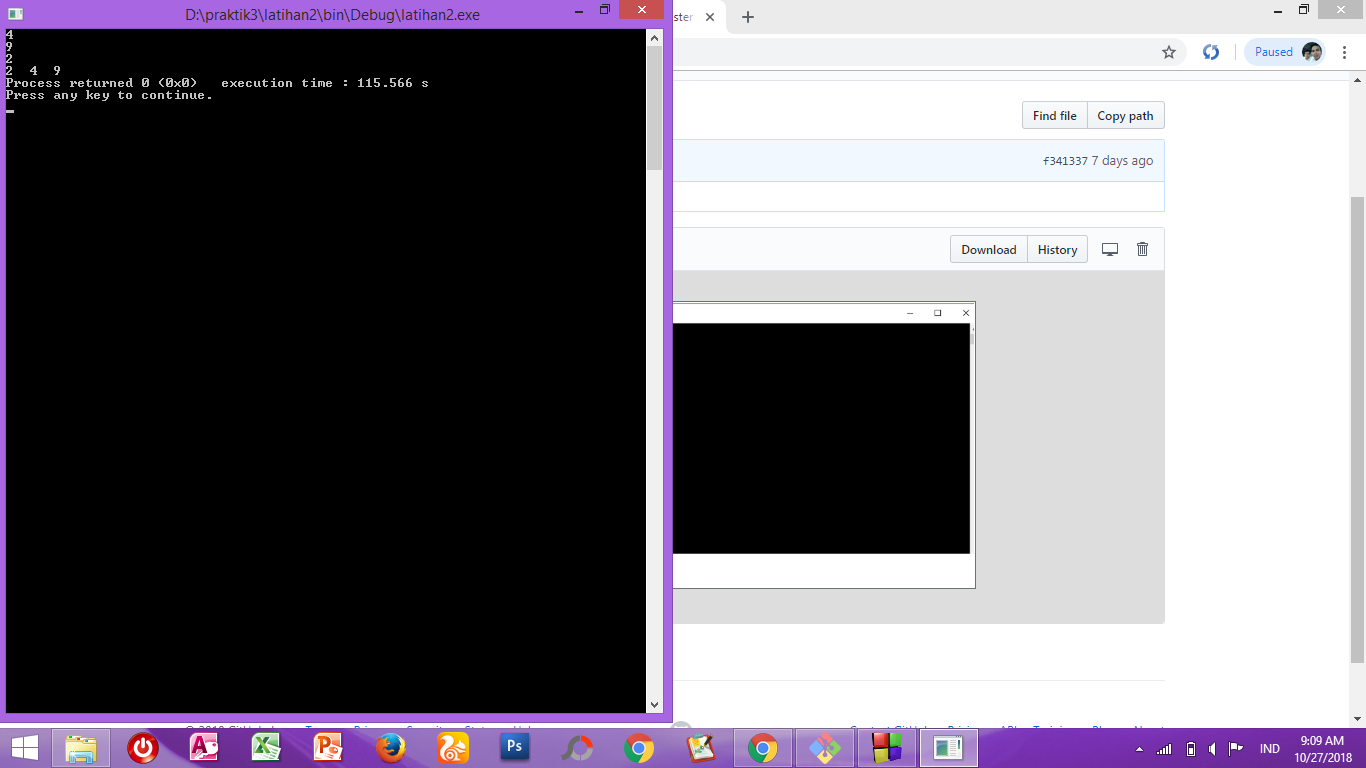 D:\praktik3\latihan2\bin\Debug\latihan2.exe
4
9
2
2  4  9
Process returned 0 (0x0)   execution time : 115.566 s
Press any key to continue.
ster
Paused
Find file
Copy path
f341337 7 days ago
Download
History
Ps
IND
9:09 AM
10/27/2018